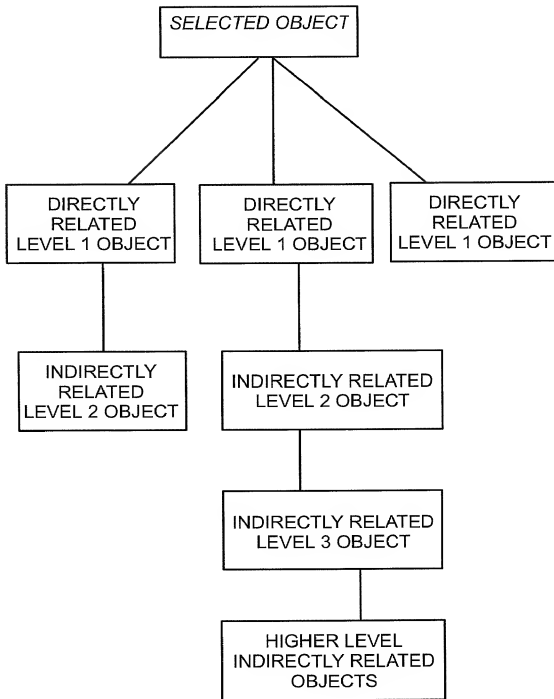 SELECTED OBJECT
DIRECTLY
RELATED
LEVEL 1 OBJECT
DIRECTLY
RELATED
LEVEL 1 OBJECT
DIRECTLY
RELATED
LEVEL 1 OBJECT
INDIRECTLY
RELATED
LEVEL 2 OBJECT
INDIRECTLY RELATED
LEVEL 2 OBJECT
INDIRECTLY RELATED
LEVEL 3 OBJECT
HIGHER LEVEL
INDIRECTLY RELATED
OBJECTS